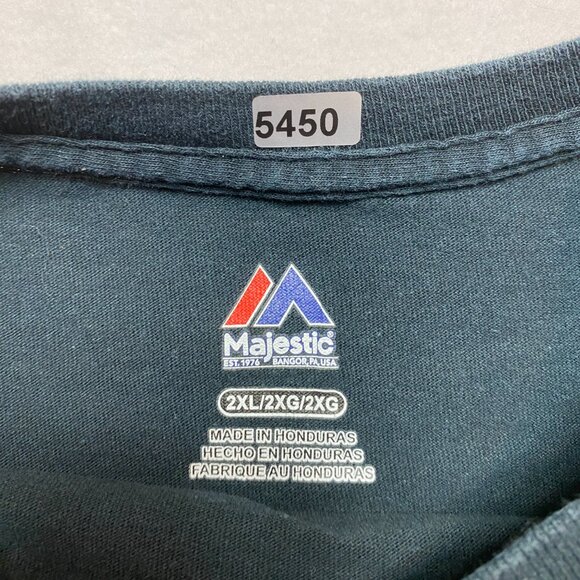 5450
Majestic®
EST. 1976 BANGOR, PA, USA
2XL/2XG/2XG
MADE IN HONDURAS
HECHO EN HONDURAS
FABRIQUE AU HONDURAS